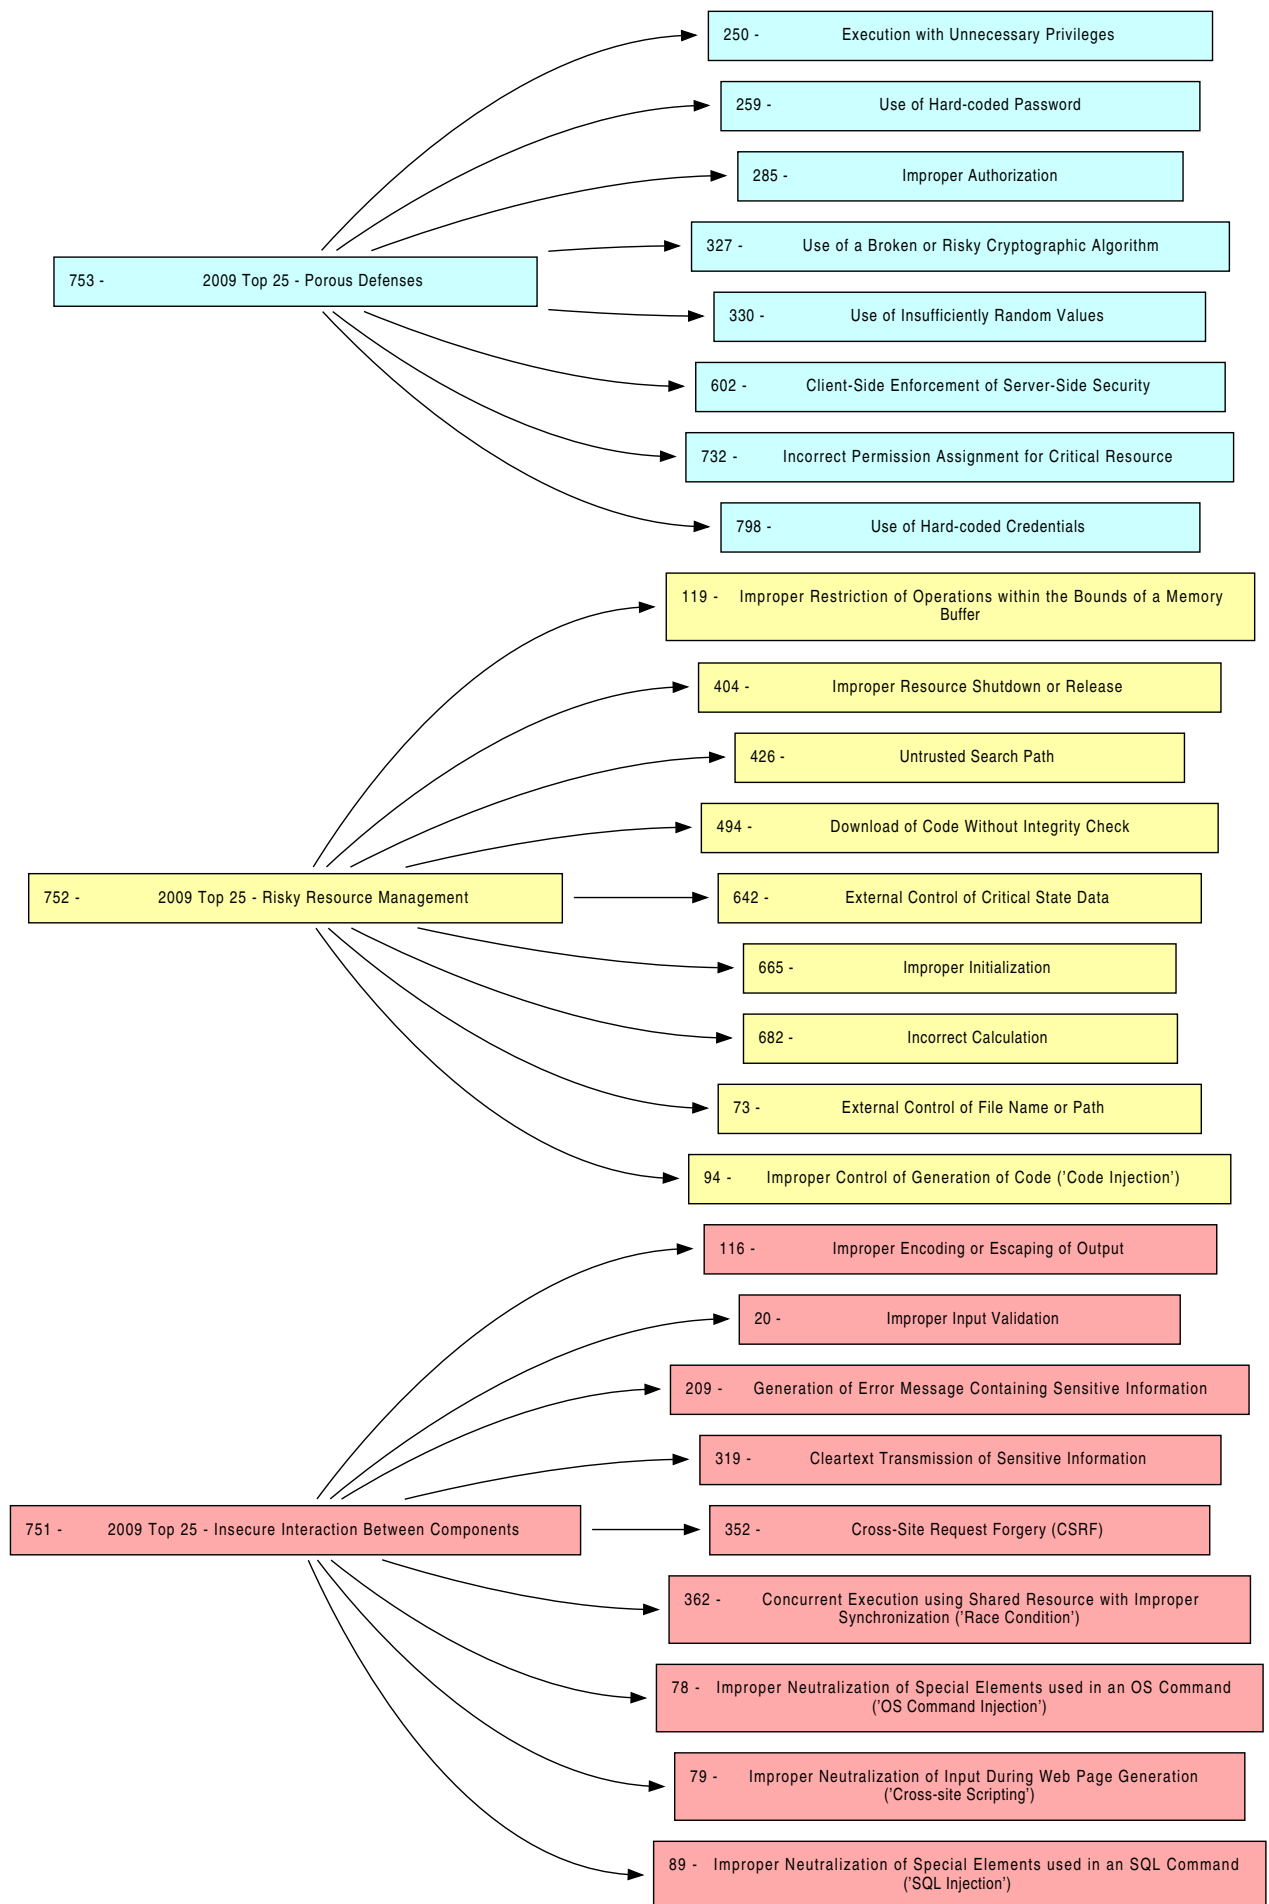 250 - Execution with Unnecessary Privileges
259 - Use of Hard-coded Password
285 - Improper Authorization
327 - Use of a Broken or Risky Cryptographic Algorithm
753 - 2009 Top 25 - Porous Defenses
330 - Use of Insufficiently Random Values
602 - Client-Side Enforcement of Server-Side Security
732 - Incorrect Permission Assignment for Critical Resource
798 - Use of Hard-coded Credentials
119 - Improper Restriction of Operations within the Bounds of a Memory
Buffer
404 - Improper Resource Shutdown or Release
426 - Untrusted Search Path
494 - Download of Code Without Integrity Check
752 - 2009 Top 25 - Risky Resource Management
642 - External Control of Critical State Data
665 - Improper Initialization
682 - Incorrect Calculation
73 - External Control of File Name or Path
94 - Improper Control of Generation of Code ('Code Injection')
116 - Improper Encoding or Escaping of Output
20 - Improper Input Validation
209 - Generation of Error Message Containing Sensitive Information
319 - Cleartext Transmission of Sensitive Information
751 - 2009 Top 25 - Insecure Interaction Between Components
352 - Cross-Site Request Forgery (CSRF)
362 - Concurrent Execution using Shared Resource with Improper
Synchronization ('Race Condition')
78 - Improper Neutralization of Special Elements used in an OS Command
('OS Command Injection')
79 - Improper Neutralization of Input During Web Page Generation
('Cross-site Scripting')
89 - Improper Neutralization of Special Elements used in an SQL Command
('SQL Injection')